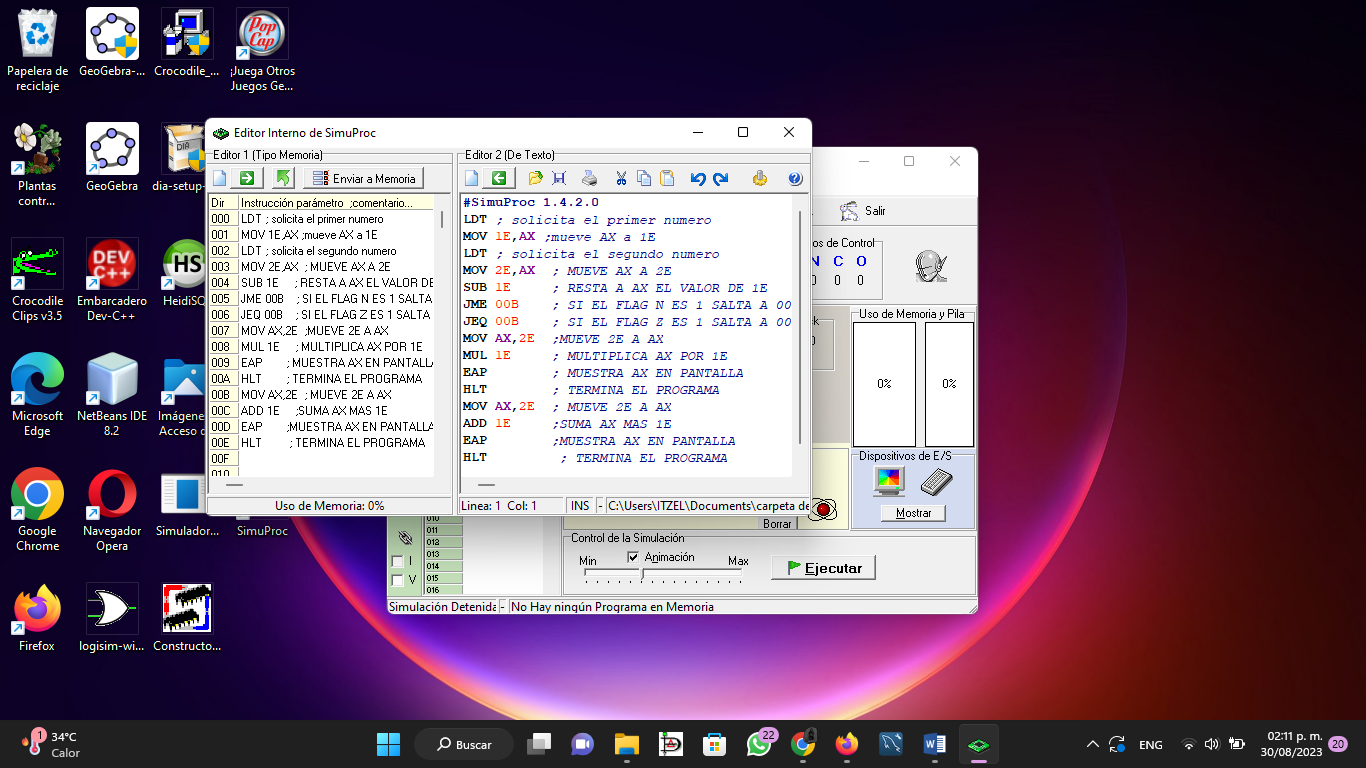 Papelera de reciclaje
GeoGebra-...
Crocodile_...
¡Juega Otros Juegos Ge...
Plantas contr...
GeoGebra
dia-setup-
Crocodile Clips v3.5
Embarcadero Dev-C++
HeidiSQ
Microsoft Edge
NetBeans IDE 8.2
Imágene
Acceso d
Google Chrome
Navegador Opera
Simulador...
SimuProc
Firefox
logisim-wi...
Constructo...
Editor Interno de SimuProc
Editor 1 (Tipo Memoria)
Enviar a Memoria
Dir Instrucción parámetro ;comentario...
000 LDT ; solicita el primer numero
001 MOV 1E,AX ;mueve AX a 1E
002 LDT ; solicita el segundo numero
003 MOV 2E,AX ; MUEVE AX A 2E
004 SUB 1E ; RESTA A AX EL VALOR DE
005 JME 00B ; SI EL FLAG N ES 1 SALTA
006 JEQ 00B ; SI EL FLAG Z ES 1 SALTA
007 MOV AX,2E ;MUEVE 2E A AX
008 MUL 1E ; MULTIPLICA AX POR 1E
009 EAP ; MUESTRA AX EN PANTALLA
00A HLT ; TERMINA EL PROGRAMA
00B MOV AX,2E ; MUEVE 2E A AX
00C ADD 1E ;SUMA AX MAS 1E
00D EAP ;MUESTRA AX EN PANTALLA
00E HLT ; TERMINA EL PROGRAMA
00F
010
Uso de Memoria: 0%
Editor 2 (De Texto)
#SimuProc 1.4.2.0
LDT ; solicita el primer numero
MOV 1E,AX ;mueve AX a 1E
LDT ; solicita el segundo numero
MOV 2E,AX ; MUEVE AX A 2E
SUB 1E ; RESTA A AX EL VALOR DE 1E
JME 00B ; SI EL FLAG N ES 1 SALTA A 00
JEQ 00B ; SI EL FLAG Z ES 1 SALTA A 00
MOV AX,2E ;MUEVE 2E A AX
MUL 1E ; MULTIPLICA AX POR 1E
EAP ; MUESTRA AX EN PANTALLA
HLT ; TERMINA EL PROGRAMA
MOV AX,2E ; MUEVE 2E A AX
ADD 1E ;SUMA AX MAS 1E
EAP ;MUESTRA AX EN PANTALLA
HLT ; TERMINA EL PROGRAMA
Linea: 1 Col: 1 INS - C:\Users\ITZEL\Documents\carpeta de
Salir
os de Control
N C O
0 0 0
Uso de Memoria y Pila
0% 0%
Dispositivos de E/S
Mostrar
Borrar
010
011
012
013
014
015
016
I
V
Control de la Simulación
Min Animación Max
Ejecutar
Simulación Detenida - No Hay ningún Programa en Memoria
1
34°C
Calor
Buscar
22
ENG
02:11 p. m.
30/08/2023
20